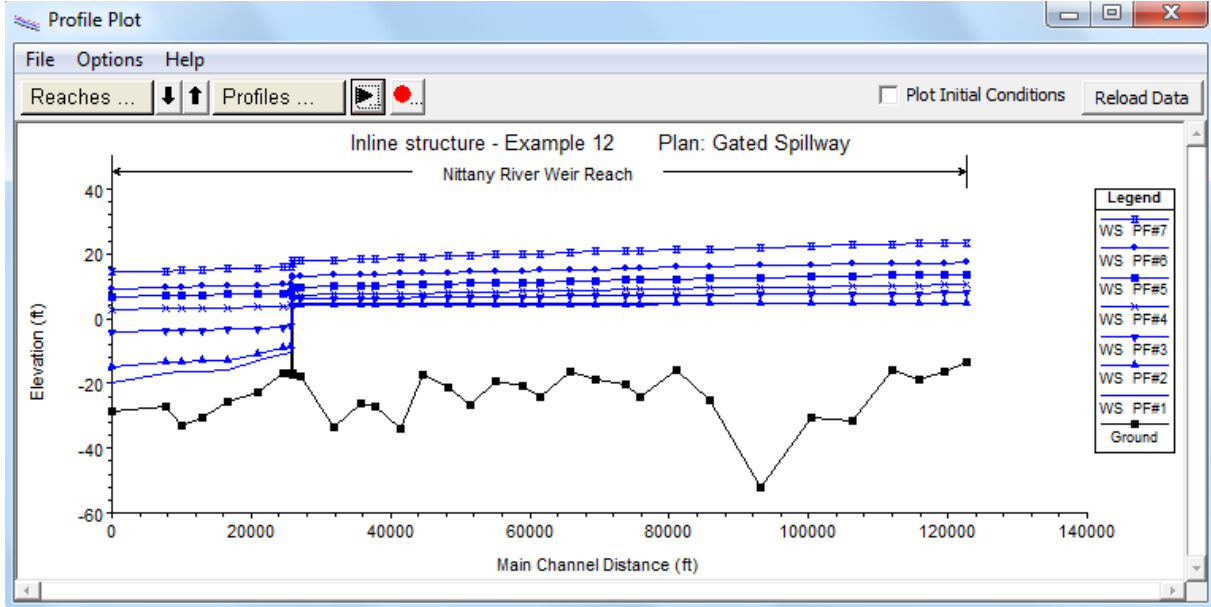 Profile Plot
File Options Help
Reaches ... Profiles ... ... Plot Initial Conditions Reload Data
Inline structure - Example 12 Plan: Gated Spillway
Nittany River Weir Reach
Elevation (ft)
40
20
0
-20
-40
-60
0 20000 40000 60000 80000 100000 120000 140000
Main Channel Distance (ft)
Legend
WS PF#7
WS PF#6
WS PF#5
WS PF#4
WS PF#3
WS PF#2
WS PF#1
Ground